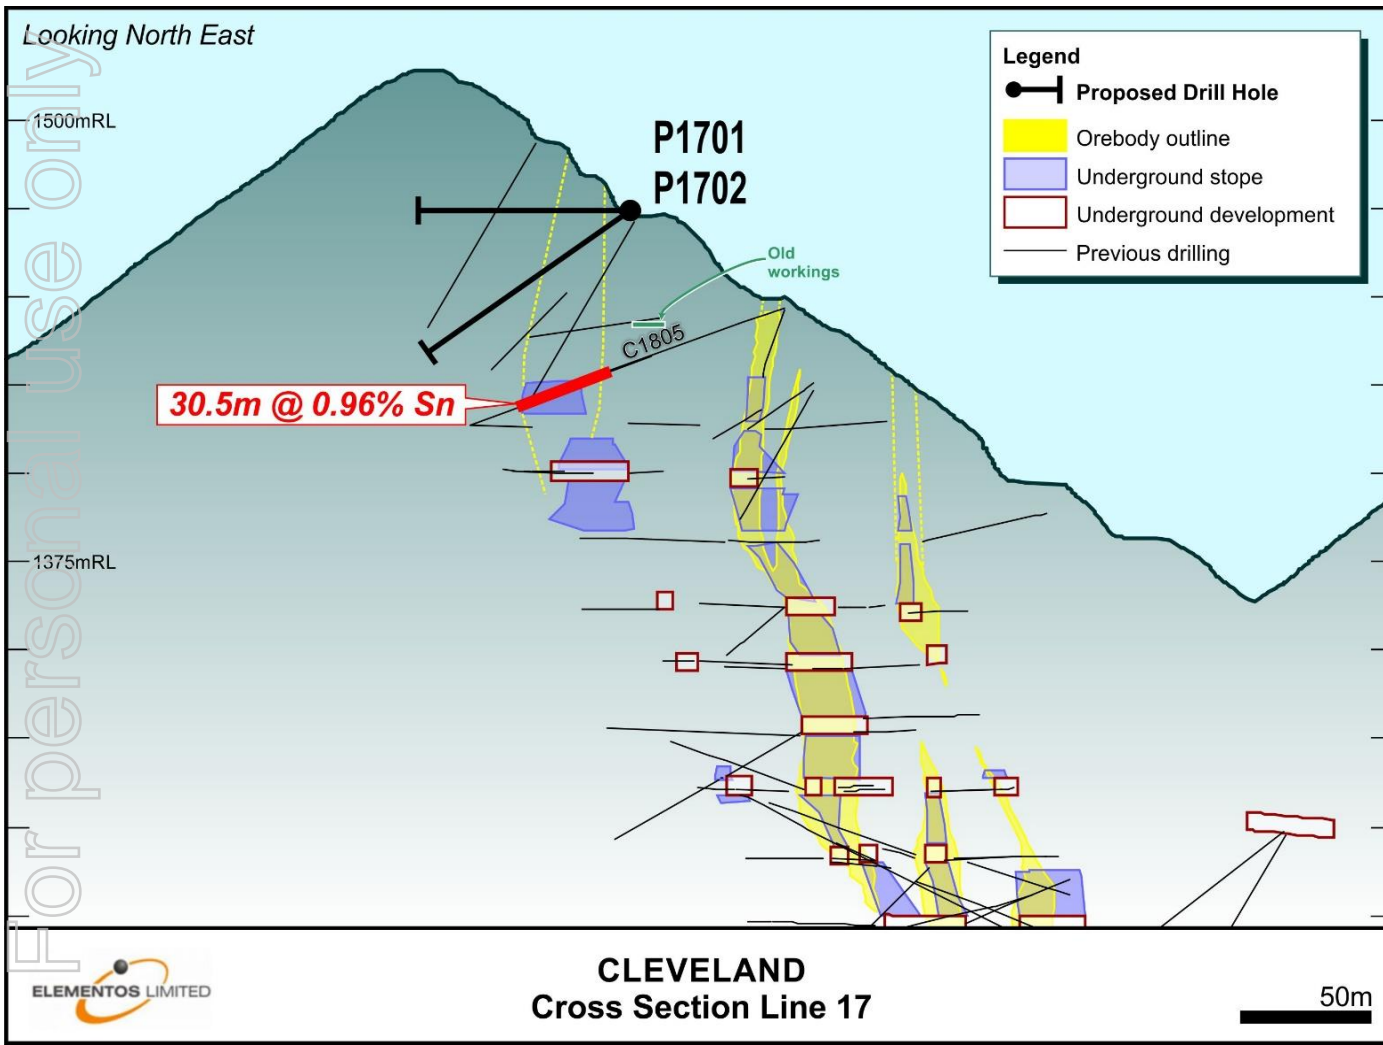 Looking North East
For personal use only
Legend
Proposed Drill Hole
Orebody outline
Underground stope
Underground development
Previous drilling
1500mRL
P1701
P1702
Old
workings
C1805
30.5m @ 0.96% Sn
1375mRL
ELEMENTOS LIMITED
CLEVELAND
Cross Section Line 17
50m